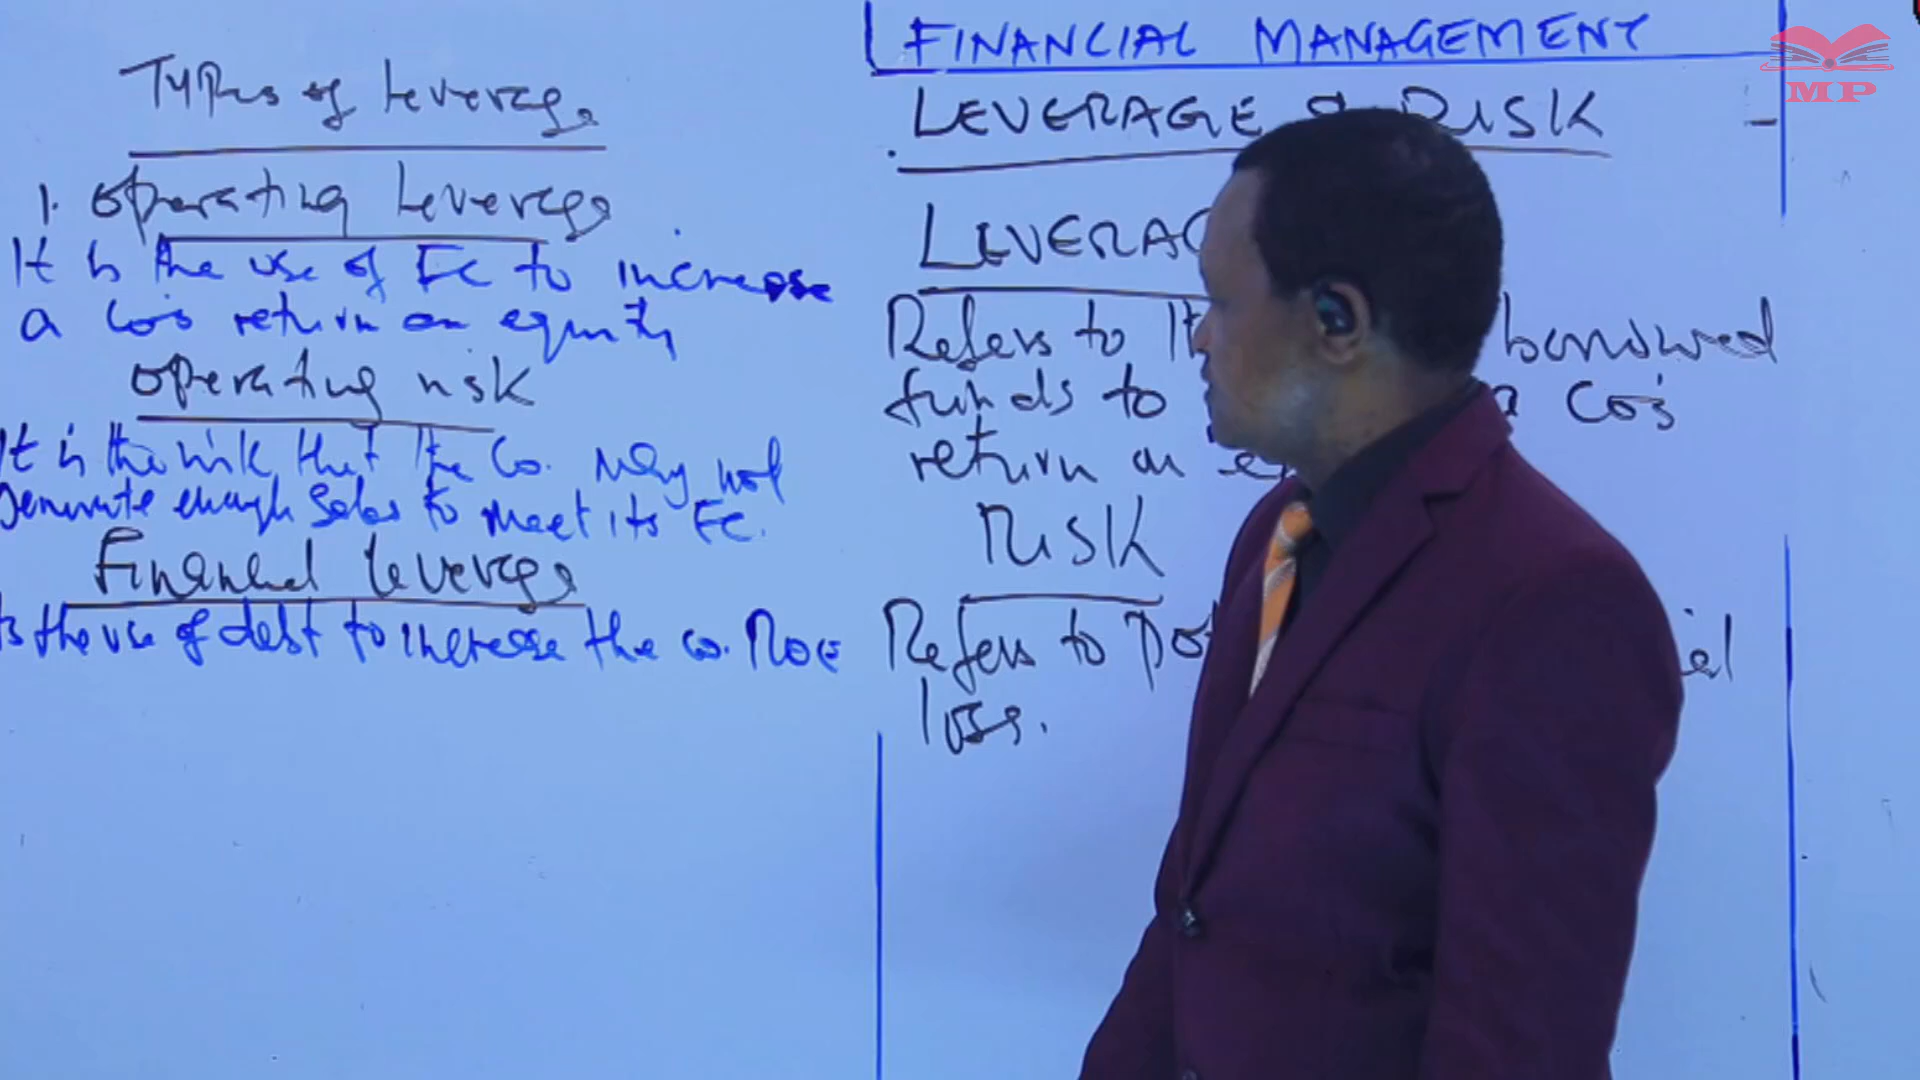 Types of Leverage
1. Operating Leverage
It is the use of FC to increase
a Co's return on equity
Operating risk
It is the risk that the Co. may not
Generate enough Sales to meet its FC.
Financial Leverage
Is the use of debt to increase the co. ROE
FINANCIAL MANAGEMENT
LEVERAGE & RISK
LEVERAG
Refers to borrowed
funds to Co's
return on
RISK
Refers to
loss.
MP